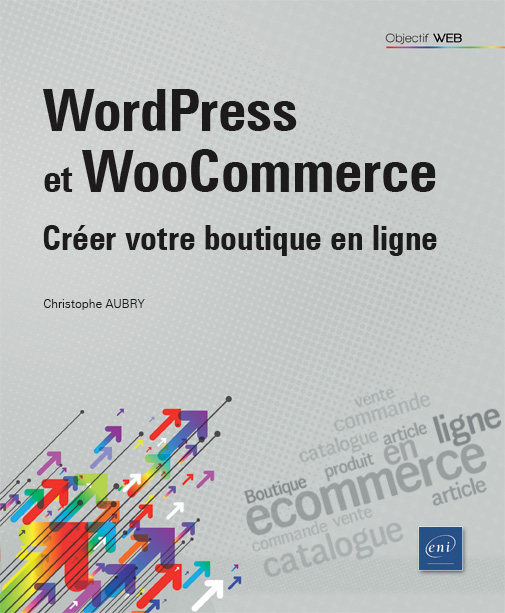 Objectif WEB
WordPress
et WooCommerce
Créer votre boutique en ligne
Christophe AUBRY
vente
commande
catalogue article ligne
produit en
Boutique ecommerce
article
commande vente
catalogue
eni